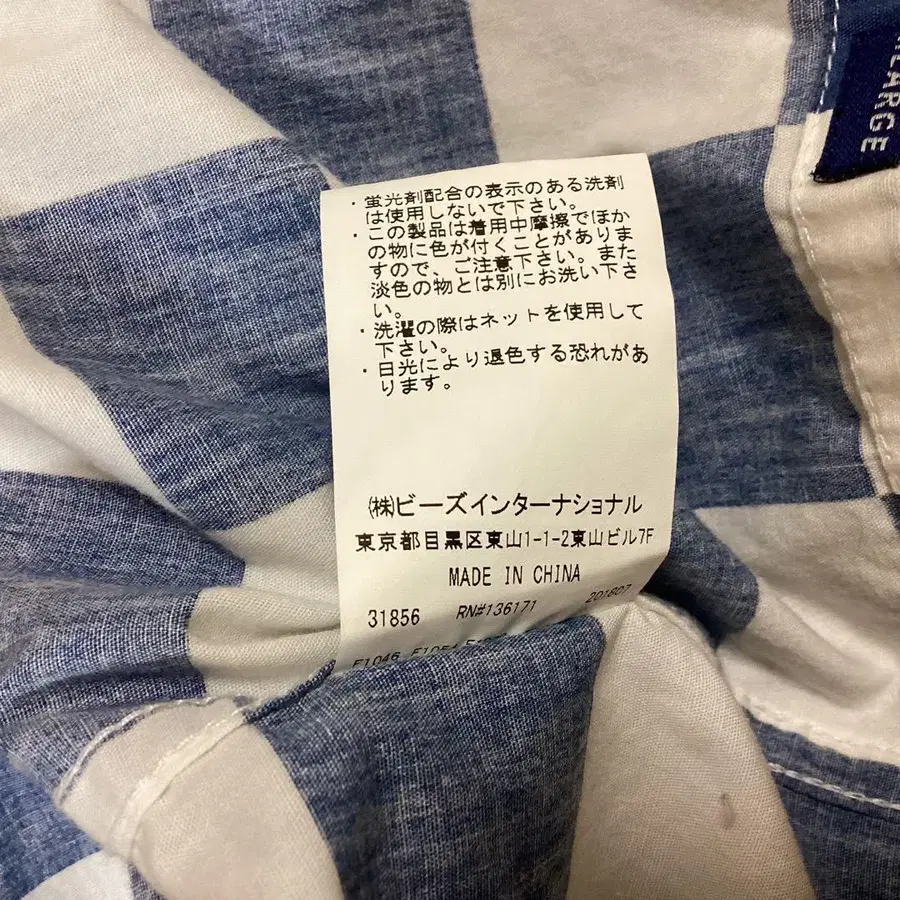 ・蛍光剤配合の表示のある洗剤
は使用しないで下さい。
・この製品は着用中摩擦でほか
の物に色が付くことがありま
すので、ご注意下さい。また
淡色の物とは別にお洗い下さ
い。
・洗濯の際はネットを使用して
下さい。
・日光により退色する恐れがあ
ります。
㈱ビーズインターナショナル
東京都目黒区東山1-1-2東山ビル7F
MADE IN CHINA
31856 RN#136171 201807
F1046
LARGE